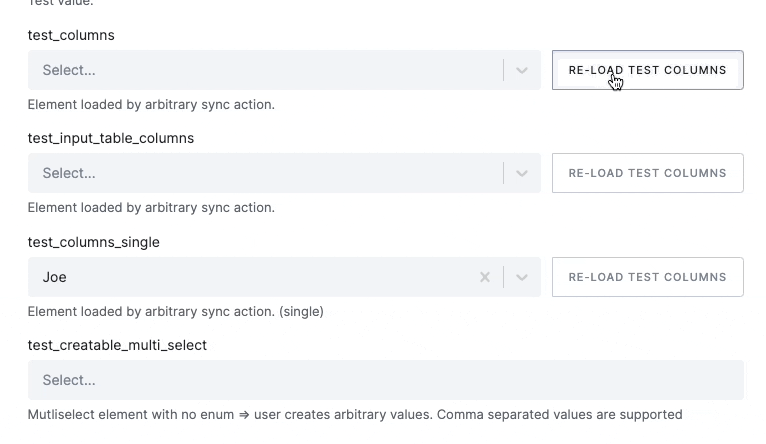 Test value.
test_columns
Select...
RE-LOAD TEST COLUMNS
Element loaded by arbitrary sync action.
test_input_table_columns
Select...
RE-LOAD TEST COLUMNS
Element loaded by arbitrary sync action.
test_columns_single
Joe
RE-LOAD TEST COLUMNS
Element loaded by arbitrary sync action. (single)
test_creatable_multi_select
Select...
Mutliselect element with no enum => user creates arbitrary values. Comma separated values are supported